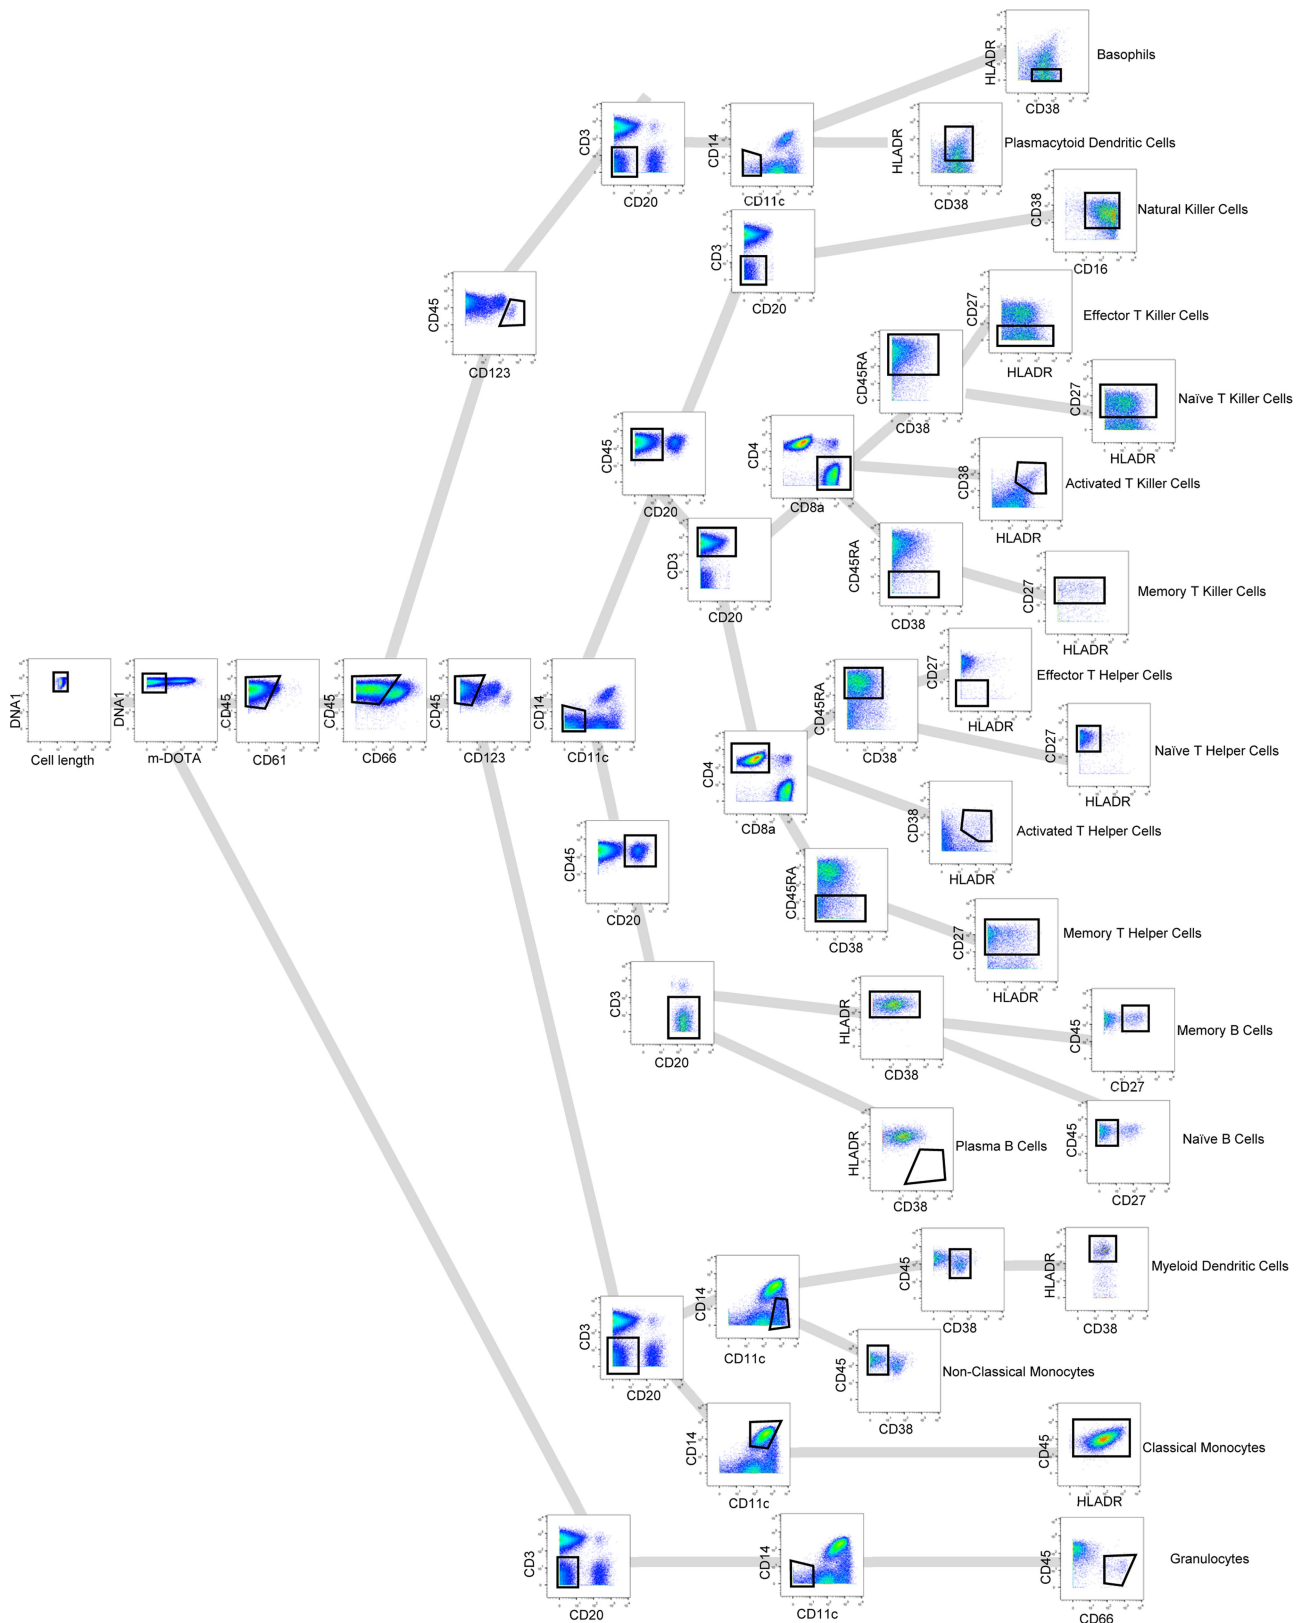 HLADR
CD38
Basophils
CD3
CD20
CD14
CD11c
HLADR
CD38
Plasmacytoid Dendritic Cells
CD38
CD16
Natural Killer Cells
CD3
CD20
CD45
CD123
CD27
HLADR
Effector T Killer Cells
CD45RA
CD38
CD27
HLADR
Naïve T Killer Cells
CD45
CD20
CD4
CD8a
CD38
HLADR
Activated T Killer Cells
CD3
CD20
CD45RA
CD38
CD27
HLADR
Memory T Killer Cells
DNA1
Cell length
DNA1
m-DOTA
CD45
CD61
CD45
CD66
CD45
CD123
CD14
CD11c
CD45RA
CD38
CD27
Effector T Helper Cells
CD27
HLADR
Naïve T Helper Cells
CD4
CD8a
CD38
HLADR
Activated T Helper Cells
CD45
CD20
CD45RA
CD38
CD27
HLADR
Memory T Helper Cells
CD3
CD20
HLADR
CD38
CD45
CD27
Memory B Cells
HLADR
CD38
Plasma B Cells
CD45
CD27
Naïve B Cells
CD14
CD11c
CD45
CD38
HLADR
CD38
Myeloid Dendritic Cells
CD3
CD20
CD45
CD38
Non-Classical Monocytes
CD14
CD11c
CD45
HLADR
Classical Monocytes
CD3
CD20
CD14
CD11c
CD45
CD66
Granulocytes